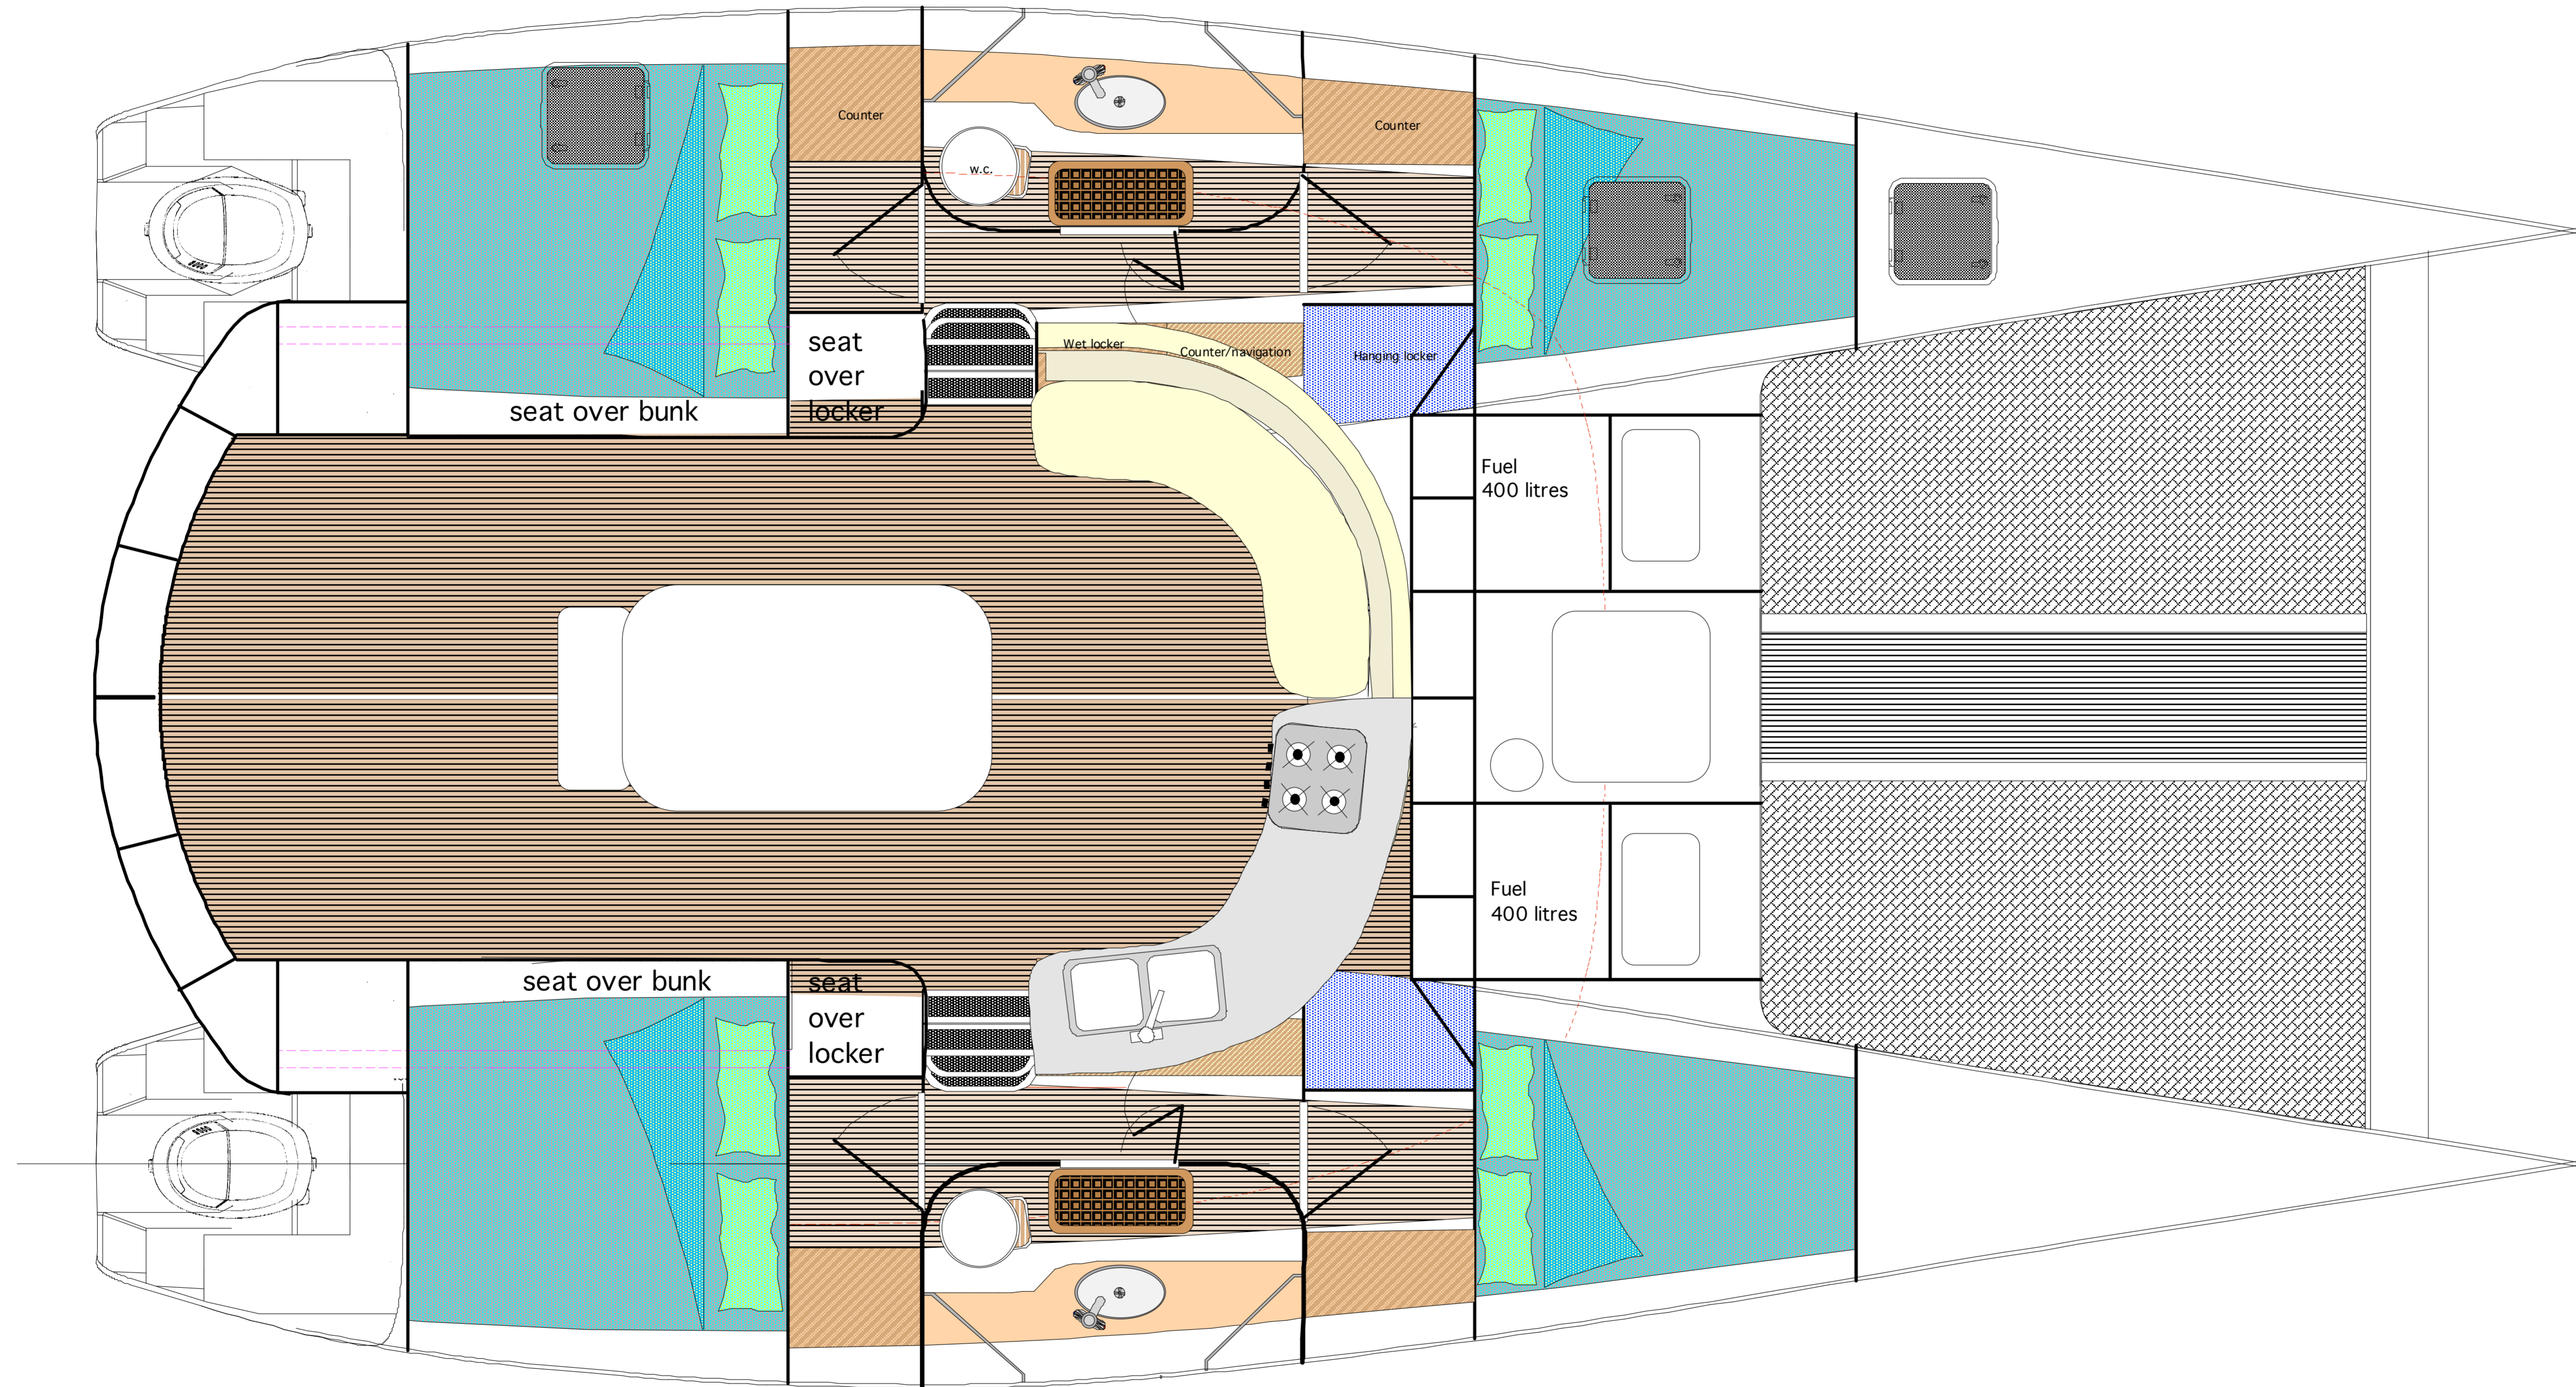 Counter
Counter
w.c.
seat
over
locker
Wet locker
Counter/navigation
Hanging locker
seat over bunk
Fuel
400 litres
Fuel
400 litres
seat over bunk
seat
over
locker